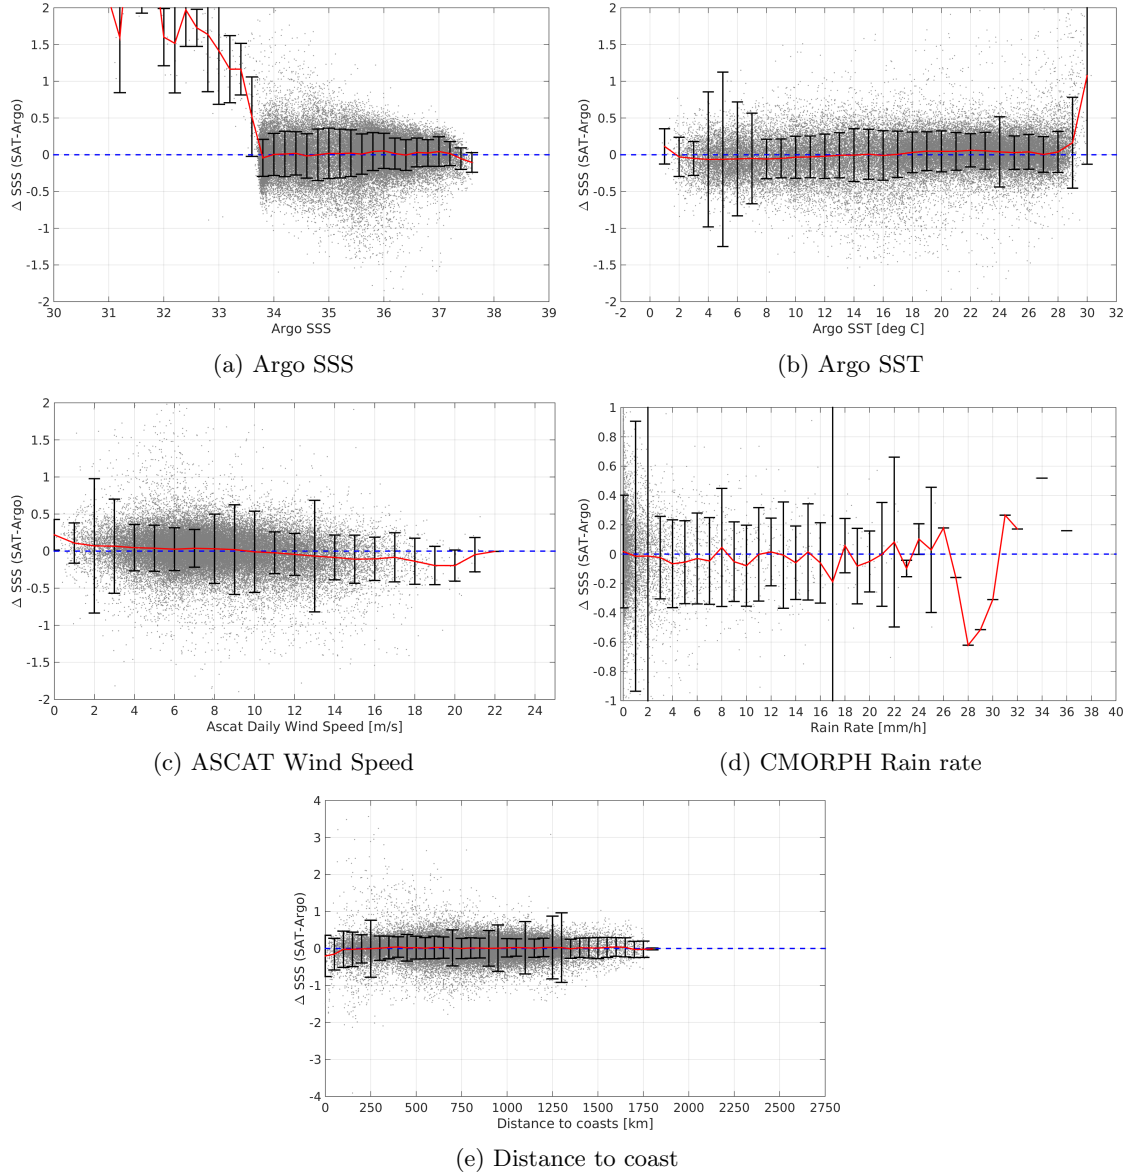 2
1.5
1
0.5
0
-0.5
-1
-1.5
-2
Δ SSS (SAT-Argo)
30 31 32 33 34 35 36 37 38 39
Argo SSS
(a) Argo SSS
2
1.5
1
0.5
0
-0.5
-1
-1.5
-2
Δ SSS (SAT-Argo)
-2 0 2 4 6 8 10 12 14 16 18 20 22 24 26 28 30 32
Argo SST [deg C]
(b) Argo SST
2
1.5
1
0.5
0
-0.5
-1
-1.5
-2
Δ SSS (SAT-Argo)
0 2 4 6 8 10 12 14 16 18 20 22 24
Ascat Daily Wind Speed [m/s]
(c) ASCAT Wind Speed
1
0.8
0.6
0.4
0.2
0
-0.2
-0.4
-0.6
-0.8
-1
Δ SSS (SAT-Argo)
0 2 4 6 8 10 12 14 16 18 20 22 24 26 28 30 32 34 36 38 40
Rain Rate [mm/h]
(d) CMORPH Rain rate
4
3
2
1
0
-1
-2
-3
-4
Δ SSS (SAT-Argo)
0 250 500 750 1000 1250 1500 1750 2000 2250 2500 2750
Distance to coasts [km]
(e) Distance to coast